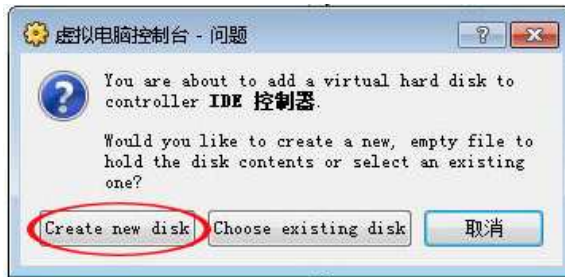 虚拟电脑控制台 - 问题
You are about to add a virtual hard disk to
controller IDE 控制器.
Would you like to create a new, empty file to
hold the disk contents or select an existing
one?
Create new disk Choose existing disk 取消